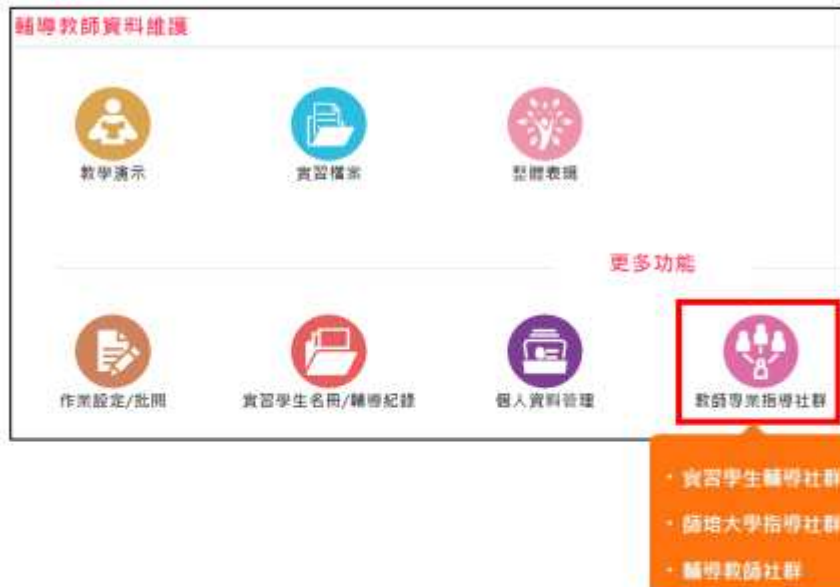 輔導教師資料維護
教學演示
實習檔案
整體表現
更多功能
作業設定/批閱
實習學生名冊/輔導紀錄
個人資料管理
教師專業指導社群
・實習學生輔導社群
・師培大學指導社群
・輔導教師社群